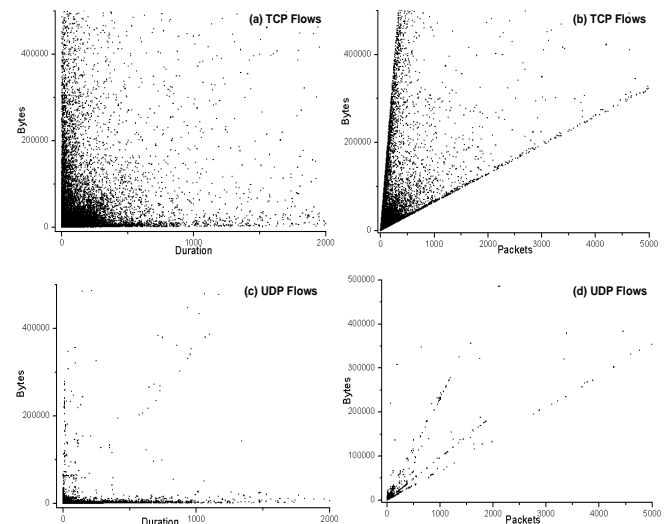 (a) TCP Flows
Bytes
400000
200000
0
0
1000
2000
Duration
(b) TCP Flows
Bytes
400000
200000
0
0
1000
2000
3000
4000
5000
Packets
(c) UDP Flows
Bytes
400000
200000
0
0
1000
2000
Duration
(d) UDP Flows
Bytes
500000
400000
300000
200000
100000
0
0
1000
2000
3000
4000
5000
Packets